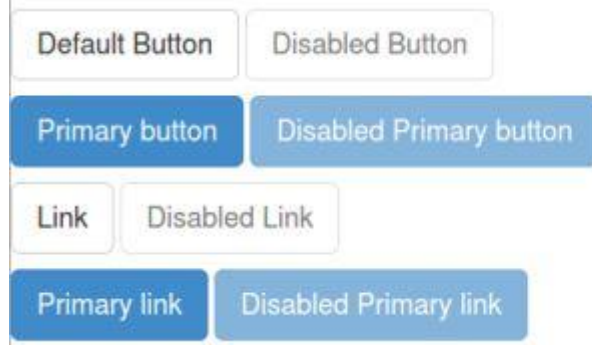 Default Button Disabled Button
Primary button Disabled Primary button
Link Disabled Link
Primary link Disabled Primary link